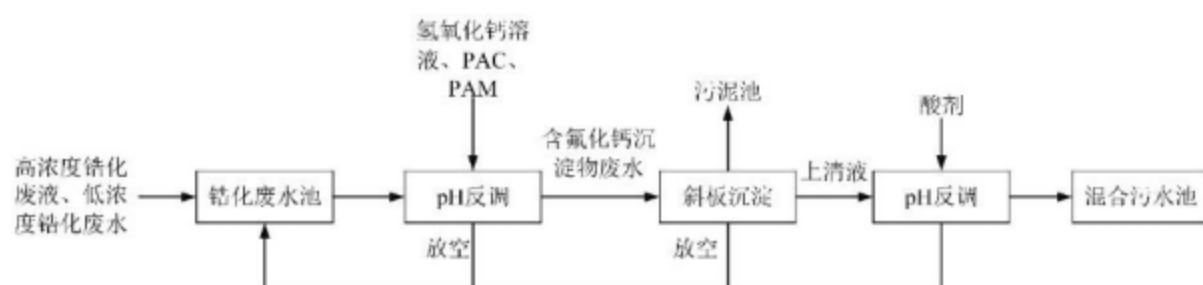 氢氧化钙溶
液、PAC、
PAM
污泥池
酸剂
高浓度锆化
废液、低浓
度锆化废水
锆化废水池
pH反调
含氟化钙沉
淀物废水
斜板沉淀
上清液
pH反调
混合污水池
放空
放空